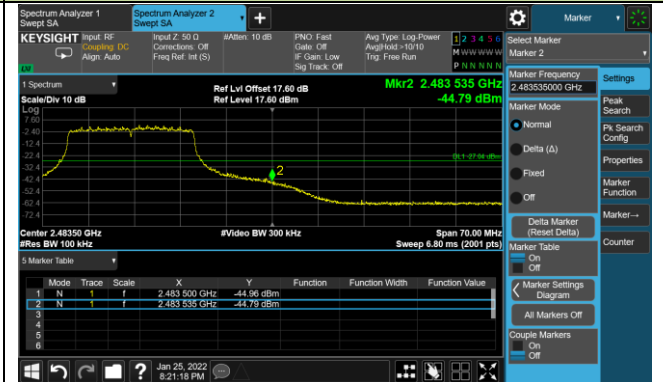 Spectrum Analyzer 1
Swept SA
Spectrum Analyzer 2
Swept SA
+
Marker
KEYSIGHT
Input: RF
Coupling: DC
Align: Auto
Input Z: 50 Ω
Corrections: Off
Freq Ref: Int (S)
#Atten: 10 dB
PNO: Fast
Gate: Off
IF Gain: Low
Sig Track: Off
Avg Type: Log-Power
Avg|Hold:>10/10
Trig: Free Run
1 2 3 4 5 6
M W W W W W
P N N N N N
LU
Select Marker
Marker 2
1 Spectrum
Scale/Div 10 dB
Log
Ref Lvl Offset 17.60 dB
Ref Level 17.60 dBm
Mkr2 2.483 535 GHz
-44.79 dBm
7.60
-2.40
-12.4
-22.4
-32.4
-42.4
-52.4
-62.4
-72.4
DL1 -27.04 dBm
2
Center 2.48350 GHz
#Res BW 100 kHz
#Video BW 300 kHz
Span 70.00 MHz
Sweep 6.80 ms (2001 pts)
5 Marker Table
Mode Trace Scale X Y Function Function Width Function Value
1 N 1 f 2.483 500 GHz -44.96 dBm
2 N 1 f 2.483 535 GHz -44.79 dBm
3
4
5
6
Marker Frequency
2.483535000 GHz
Marker Mode
Normal
Delta (Δ)
Fixed
Off
Delta Marker
(Reset Delta)
Marker Table
On
Off
Marker Settings
Diagram
All Markers Off
Couple Markers
On
Off
Settings
Peak
Search
Pk Search
Config
Properties
Marker
Function
Marker→
Counter
?
Jan 25, 2022
8:21:18 PM